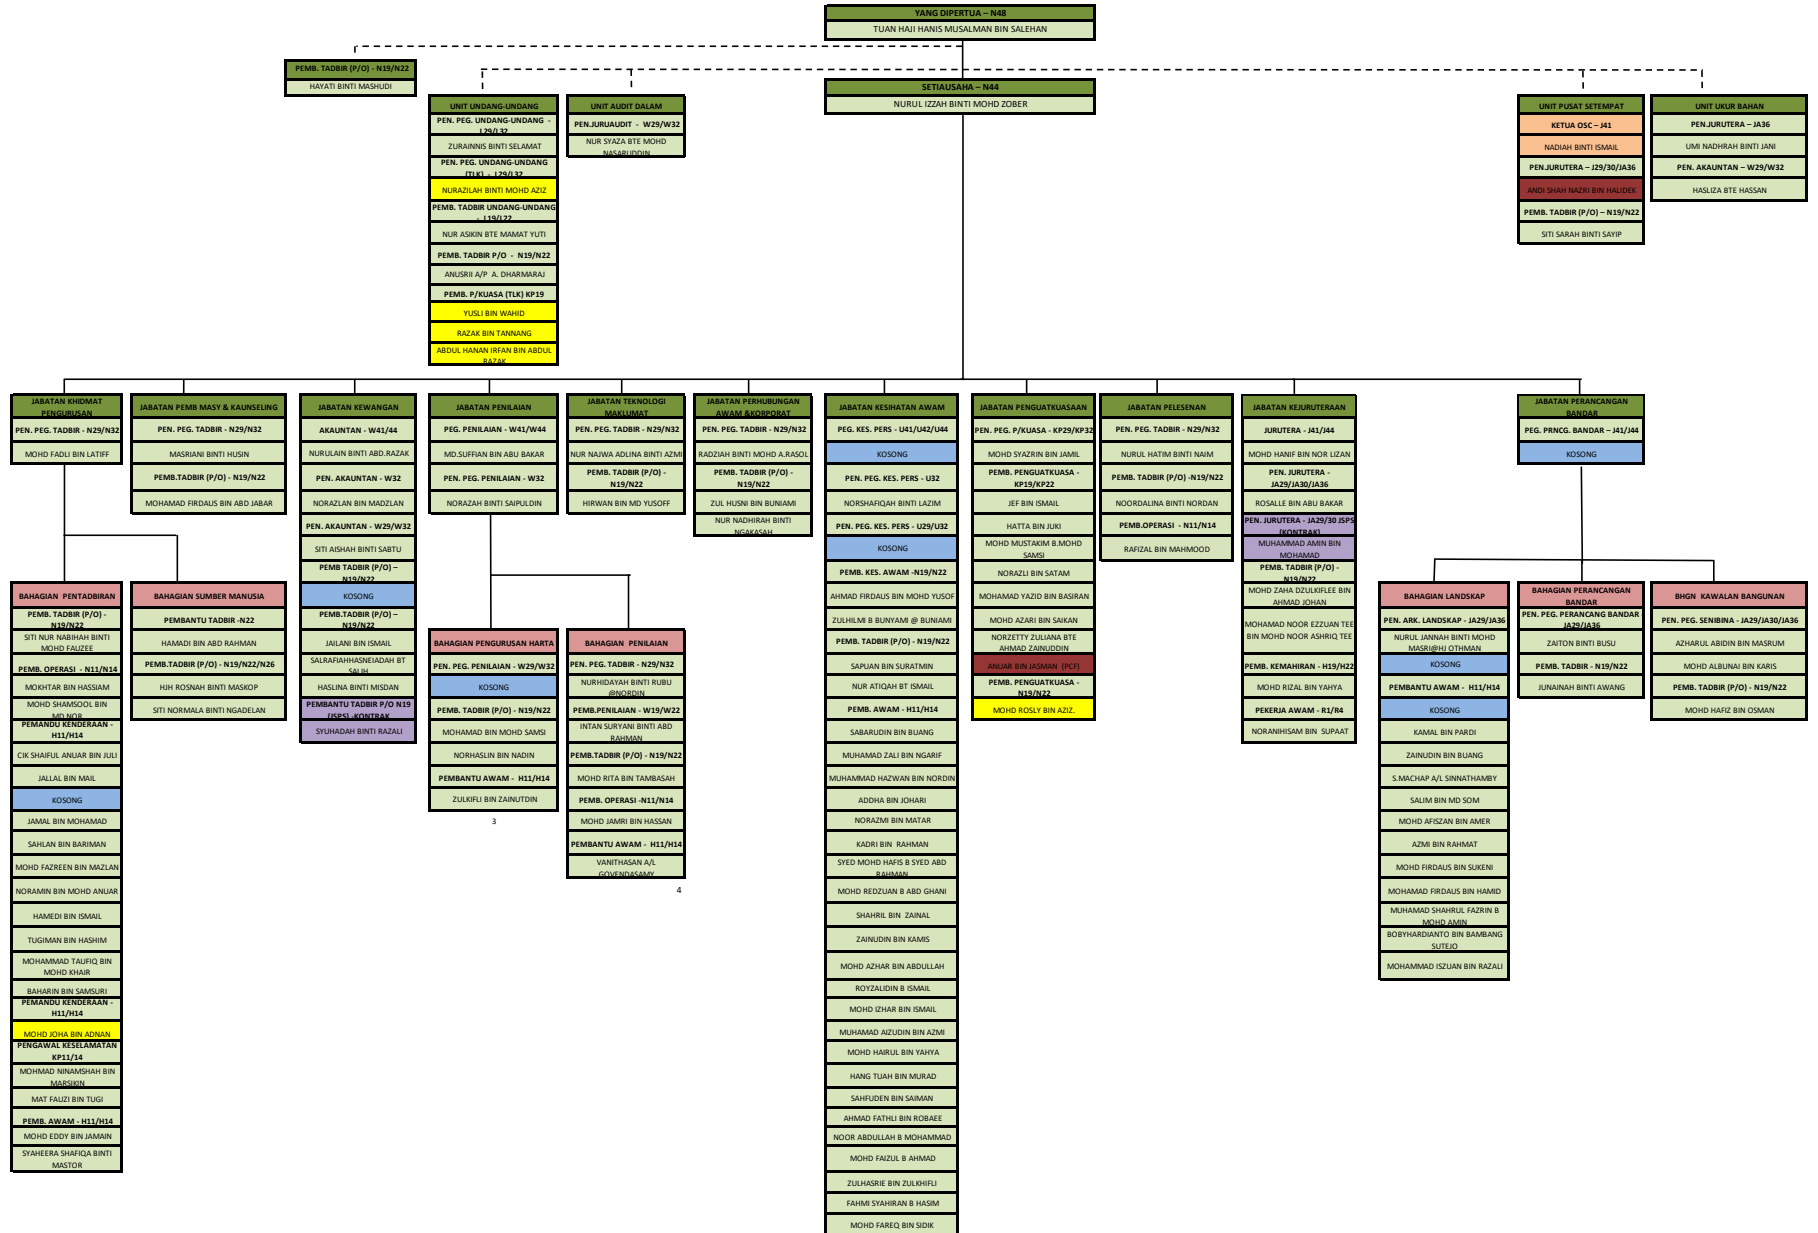 YANG DIPERTUA – N48
TUAN HAJI HANIS MUSALMAN BIN SALEHAN
PEMB. TADBIR (P/O) - N19/N22
HAYATI BINTI MASHUDI
SETIAUSAHA – N44
NURUL IZZAH BINTI MOHD ZOBER
UNIT UNDANG-UNDANG
PEN. PEG. UNDANG-UNDANG -
L29/L32
ZURAINNIS BINTI SELAMAT
PEN. PEG. UNDANG-UNDANG
(TLK) - L29/L32
NURAZILAH BINTI MOHD AZIZ
PEMB. TADBIR UNDANG-UNDANG
- L19/L22
NUR ASIKIN BTE MAMAT YUTI
PEMB. TADBIR P/O - N19/N22
ANUSRII A/P A. DHARMARAJ
PEMB. P/KUASA (TLK) KP19
YUSLI BIN WAHID
RAZAK BIN TANNANG
ABDUL HANAN IRFAN BIN ABDUL
RAZAK
UNIT AUDIT DALAM
PEN.JURUAUDIT - W29/W32
NUR SYAZA BTE MOHD
NASARUDDIN
UNIT PUSAT SETEMPAT
KETUA OSC – J41
NADIAH BINTI ISMAIL
PEN.JURUTERA – J29/30/JA36
ANDI SHAH NAZRI BIN HALIDEK
PEMB. TADBIR (P/O) – N19/N22
SITI SARAH BINTI SAYIP
UNIT UKUR BAHAN
PEN.JURUTERA – JA36
UMI NADHRAH BINTI JANI
PEN. AKAUNTAN – W29/W32
HASLIZA BTE HASSAN
JABATAN KHIDMAT
PENGURUSAN
PEN. PEG. TADBIR - N29/N32
MOHD FADLI BIN LATIFF
JABATAN PEMB MASY & KAUNSELING
PEN. PEG. TADBIR - N29/N32
MASRIANI BINTI HUSIN
PEMB.TADBIR (P/O) - N19/N22
MOHAMAD FIRDAUS BIN ABD JABAR
JABATAN KEWANGAN
AKAUNTAN - W41/44
NURULAIN BINTI ABD.RAZAK
PEN. AKAUNTAN - W32
NORAZLAN BIN MADZLAN
PEN. AKAUNTAN - W29/W32
SITI AISHAH BINTI SABTU
PEMB TADBIR (P/O) –
N19/N22
KOSONG
PEMB.TADBIR (P/O) –
N19/N22
JAILANI BIN ISMAIL
SALRAFIAHHASNEIADAH BT
SALIH
HASLINA BINTI MISDAN
PEMBANTU TADBIR P/O N19
(JSPS) -KONTRAK
SYUHADAH BINTI RAZALI
JABATAN PENILAIAN
PEG. PENILAIAN - W41/W44
MD.SUFFIAN BIN ABU BAKAR
PEN. PEG. PENILAIAN - W32
NORAZAH BINTI SAIPULDIN
JABATAN TEKNOLOGI
MAKLUMAT
PEN. PEG. TADBIR - N29/N32
NUR NAJWA ADLINA BINTI AZMI
PEMB. TADBIR (P/O) -
N19/N22
HIRWAN BIN MD YUSOFF
JABATAN PERHUBUNGAN
AWAM &KORPORAT
PEN. PEG. TADBIR - N29/N32
RADZIAH BINTI MOHD A.RASOL
PEMB. TADBIR (P/O) -
N19/N22
ZUL HUSNI BIN BUNIAMI
NUR NADHIRAH BINTI
NGAKASAH
JABATAN KESIHATAN AWAM
PEG. KES. PERS - U41/U42/U44
KOSONG
PEN. PEG. KES. PERS - U32
NORSHAFIQAH BINTI LAZIM
PEN. PEG. KES. PERS - U29/U32
KOSONG
PEMB. KES. AWAM -N19/N22
AHMAD FIRDAUS BIN MOHD YUSOF
ZULHILMI B BUNYAMI @ BUNIAMI
PEMB. TADBIR (P/O) - N19/N22
SAPUAN BIN SURATMIN
NUR ATIQAH BT ISMAIL
PEMB. AWAM - H11/H14
SABARUDIN BIN BUANG
MUHAMAD ZALI BIN NGARIF
MUHAMMAD HAZWAN BIN NORDIN
ADDHA BIN JOHARI
NORAZMI BIN MATAR
KADRI BIN RAHMAN
SYED MOHD HAFIS B SYED ABD
RAHMAN
MOHD REDZUAN B ABD GHANI
SHAHRIL BIN ZAINAL
ZAINUDIN BIN KAMIS
MOHD AZHAR BIN ABDULLAH
ROYZALIDIN B ISMAIL
MOHD IZHAR BIN ISMAIL
MUHAMAD AIZUDIN BIN AZMI
MOHD HAIRUL BIN YAHYA
HANG TUAH BIN MURAD
SAHFUDEN BIN SAIMAN
AHMAD FATHLI BIN ROBAEE
NOOR ABDULLAH B MOHAMMAD
MOHD FAIZUL B AHMAD
ZULHASRIE BIN ZULKHIFLI
FAHMI SYAHIRAN B HASIM
MOHD FAREQ BIN SIDIK
JABATAN PENGUATKUASAAN
PEN. PEG. P/KUASA - KP29/KP32
MOHD SYAZRIN BIN JAMIL
PEMB. PENGUATKUASA -
KP19/KP22
JEF BIN ISMAIL
HATTA BIN JUKI
MOHD MUSTAKIM B.MOHD
SAMSI
NORAZLI BIN SATAM
MOHAMAD YAZID BIN BASIRAN
MOHD AZARI BIN SAIKAN
NORZETTY ZULIANA BTE
AHMAD ZAINUDDIN
ANUAR BIN JASMAN (PCF)
PEMB. PENGUATKUASA -
N19/N22
MOHD ROSLY BIN AZIZ.
JABATAN PELESENAN
PEN. PEG. TADBIR - N29/N32
NURUL HATIM BINTI NAIM
PEMB. TADBIR (P/O) -N19/N22
NOORDALINA BINTI NORDAN
PEMB.OPERASI - N11/N14
RAFIZAL BIN MAHMOOD
JABATAN KEJURUTERAAN
JURUTERA - J41/J44
MOHD HANIF BIN NOR LIZAN
PEN. JURUTERA -
JA29/JA30/JA36
ROSALLE BIN ABU BAKAR
PEN. JURUTERA - JA29/30 JSPS
(KONTRAK)
MUHAMMAD AMIN BIN
MOHAMAD
PEMB. TADBIR (P/O) -
N19/N22
MOHD ZAHA DZULKIFLEE BIN
AHMAD JOHAN
MOHAMAD NOOR EZZUAN TEE
BIN MOHD NOOR ASHRIQ TEE
PEMB. KEMAHIRAN - H19/H22
MOHD RIZAL BIN YAHYA
PEKERJA AWAM - R1/R4
NORANIHISAM BIN SUPAAT
JABATAN PERANCANGAN
BANDAR
PEG. PRNCG. BANDAR – J41/J44
KOSONG
BAHAGIAN PENTADBIRAN
PEMB. TADBIR (P/O) -
N19/N22
SITI NUR NABIHAH BINTI
MOHD FAUZEE
PEMB. OPERASI - N11/N14
MOKHTAR BIN HASSIAM
MOHD SHAMSOOL BIN
MD NOR
PEMANDU KENDERAAN -
H11/H14
CIK SHAIFUL ANUAR BIN JULI
JALLAL BIN MAIL
KOSONG
JAMAL BIN MOHAMAD
SAHLAN BIN BARIMAN
MOHD FAZREEN BIN MAZLAN
NORAMIN BIN MOHD ANUAR
HAMEDI BIN ISMAIL
TUGIMAN BIN HASHIM
MOHAMMAD TAUFIQ BIN
MOHD KHAIR
BAHARIN BIN SAMSURI
PEMANDU KENDERAAN -
H11/H14
MOHD JOHA BIN ADNAN
PENGAWAL KESELAMATAN
KP11/14
MOHMAD NINAMSHAH BIN
MARSIKIN
MAT FAUZI BIN TUGI
PEMB. AWAM - H11/H14
MOHD EDDY BIN JAMAIN
SYAHEERA SHAFIQA BINTI
MASTOR
BAHAGIAN SUMBER MANUSIA
PEMBANTU TADBIR -N22
HAMADI BIN ABD RAHMAN
PEMB.TADBIR (P/O) - N19/N22/N26
HJH ROSNAH BINTI MASKOP
SITI NORMALA BINTI NGADELAN
BAHAGIAN PENGURUSAN HARTA
PEN. PEG. PENILAIAN - W29/W32
KOSONG
PEMB. TADBIR (P/O) - N19/N22
MOHAMAD BIN MOHD SAMSI
NORHASLIN BIN NADIN
PEMBANTU AWAM - H11/H14
ZULKIFLI BIN ZAINUTDIN
3
BAHAGIAN PENILAIAN
PEN. PEG. TADBIR - N29/N32
NURHIDAYAH BINTI RUBU
@NORDIN
PEMB.PENILAIAN - W19/W22
INTAN SURYANI BINTI ABD
RAHMAN
PEMB.TADBIR (P/O) - N19/N22
MOHD RITA BIN TAMBASAH
PEMB. OPERASI -N11/N14
MOHD JAMRI BIN HASSAN
PEMBANTU AWAM - H11/H14
VANITHASAN A/L
GOVENDASAMY
4
BAHAGIAN LANDSKAP
PEN. ARK. LANDSKAP - JA29/JA36
NURUL JANNAH BINTI MOHD
MASRI@HJ OTHMAN
KOSONG
PEMBANTU AWAM - H11/H14
KOSONG
KAMAL BIN PARDI
ZAINUDIN BIN BUANG
S.MACHAP A/L SINNATHAMBY
SALIM BIN MD SOM
MOHD AFISZAN BIN AMER
AZMI BIN RAHMAT
MOHD FIRDAUS BIN SUKENI
MOHAMAD FIRDAUS BIN HAMID
MUHAMAD SHAHRUL FAZRIN B
MOHD AMIN
BOBYHARDIANTO BIN BAMBANG
SUTEJO
MOHAMMAD ISZUAN BIN RAZALI
BAHAGIAN PERANCANGAN
BANDAR
PEN. PEG. PERANCANG BANDAR
JA29/JA36
ZAITON BINTI BUSU
PEMB. TADBIR - N19/N22
JUNAINAH BINTI AWANG
BHGN KAWALAN BANGUNAN
PEN. PEG. SENIBINA - JA29/JA30/JA36
AZHARUL ABIDIN BIN MASRUM
MOHD ALBUNAI BIN KARIS
PEMB. TADBIR (P/O) - N19/N22
MOHD HAFIZ BIN OSMAN